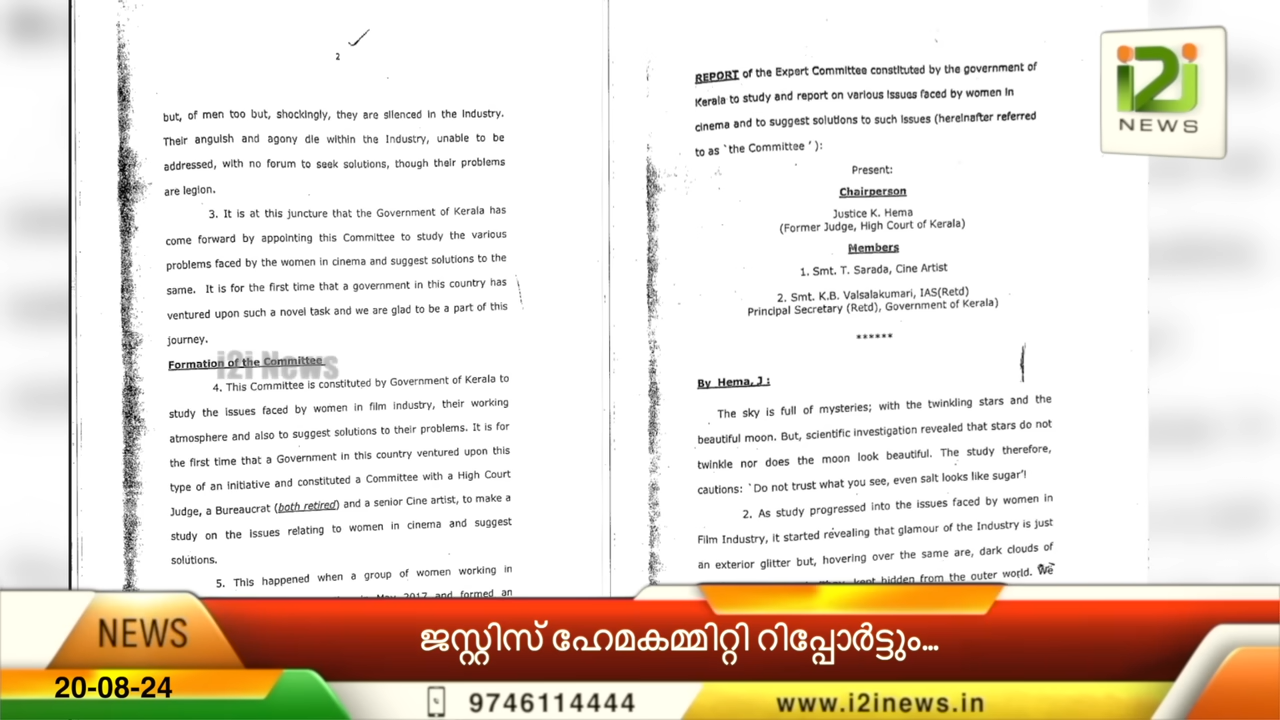 2
but, of men too but, shockingly, they are silenced in the Industry.
Their anguish and agony die within the Industry, unable to be
addressed, with no forum to seek solutions, though their problems
are legion.
3. It is at this juncture that the Government of Kerala has
come forward by appointing this Committee to study the various
problems faced by the women in cinema and suggest solutions to the
same. It is for the first time that a government in this country has
ventured upon such a novel task and we are glad to be a part of this
journey.
Formation of the Committee
i2i News
4. This Committee is constituted by Government of Kerala to
study the issues faced by women in film industry, their working
atmosphere and also to suggest solutions to their problems. It is for
the first time that a Government in this country ventured upon this
type of an initiative and constituted a Committee with a High Court
Judge, a Bureaucrat (both retired) and a senior Cine artist, to make a
study on the issues relating to women in cinema and suggest
solutions.
5. This happened when a group of women working in
May 2017 and formed an
REPORT of the Expert Committee constituted by the government of
Kerala to study and report on various issues faced by women in
cinema and to suggest solutions to such issues (hereinafter referred
to as `the Committee '):
Present:
Chairperson
Justice K. Hema
(Former Judge, High Court of Kerala)
Members
1. Smt. T. Sarada, Cine Artist
2. Smt. K.B. Valsalakumari, IAS(Retd)
Principal Secretary (Retd), Government of Kerala)
******
By Hema, J :
The sky is full of mysteries; with the twinkling stars and the
beautiful moon. But, scientific investigation revealed that stars do not
twinkle nor does the moon look beautiful. The study therefore,
cautions: `Do not trust what you see, even salt looks like sugar'!
2. As study progressed into the issues faced by women in
Film Industry, it started revealing that glamour of the Industry is just
an exterior glitter but, hovering over the same are, dark clouds of
kept hidden from the outer world. We
i2i
NEWS
NEWS
ജസ്റ്റിസ് ഹേമകമ്മിറ്റി റിപ്പോർട്ടും...
20-08-24
9746114444
www.i2inews.in